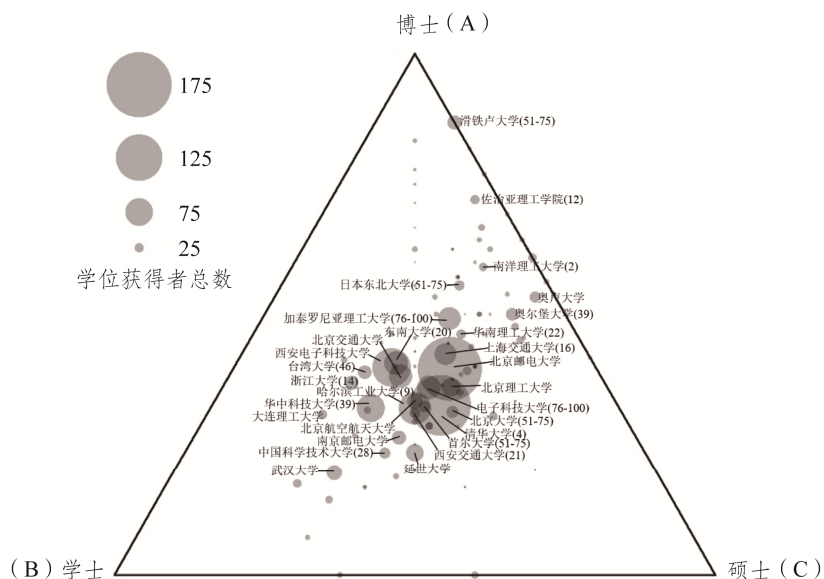 博士（A）
175
125
75
25
学位获得者总数
滑铁卢大学(51-75)
佐治亚理工学院(12)
南洋理工大学(2)
日本东北大学(51-75)
奥卢大学
奥尔堡大学(39)
加泰罗尼亚理工大学(76-100)
东南大学(20)
华南理工大学(22)
北京交通大学
上海交通大学(16)
西安电子科技大学
北京邮电大学
台湾大学(46)
浙江大学(14)
北京理工大学
哈尔滨工业大学(9)
华中科技大学(39)
电子科技大学(76-100)
大连理工大学
北京大学(51-75)
北京航空航天大学
清华大学(4)
南京邮电大学
首尔大学(51-75)
中国科学技术大学(28)
西安交通大学(21)
武汉大学
延世大学
（B）学士
硕士（C）